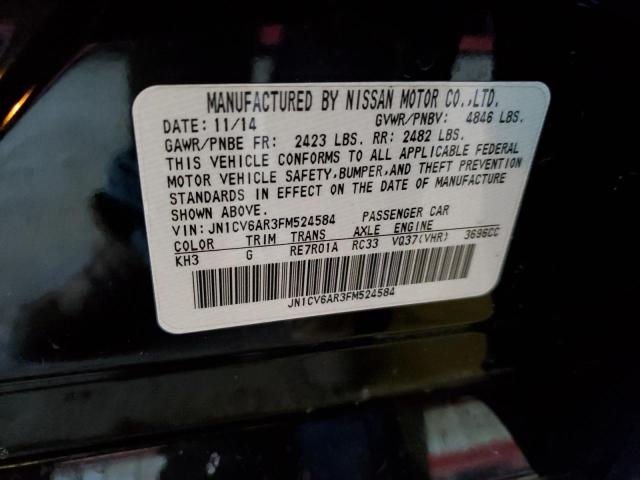 MANUFACTURED BY NISSAN MOTOR CO.,LTD.
DATE: 11/14 GVWR/PNBV: 4846 LBS.
GAWR/PNBE FR: 2423 LBS. RR: 2482 LBS.
THIS VEHICLE CONFORMS TO ALL APPLICABLE FEDERAL
MOTOR VEHICLE SAFETY,BUMPER,AND THEFT PREVENTION
STANDARDS IN EFFECT ON THE DATE OF MANUFACTURE
SHOWN ABOVE.
VIN: JN1CV6AR3FM524584 PASSENGER CAR
COLOR TRIM TRANS AXLE ENGINE
KH3 G RE7R01A RC33 VQ37(VHR) 3696CC
JN1CV6AR3FM524584